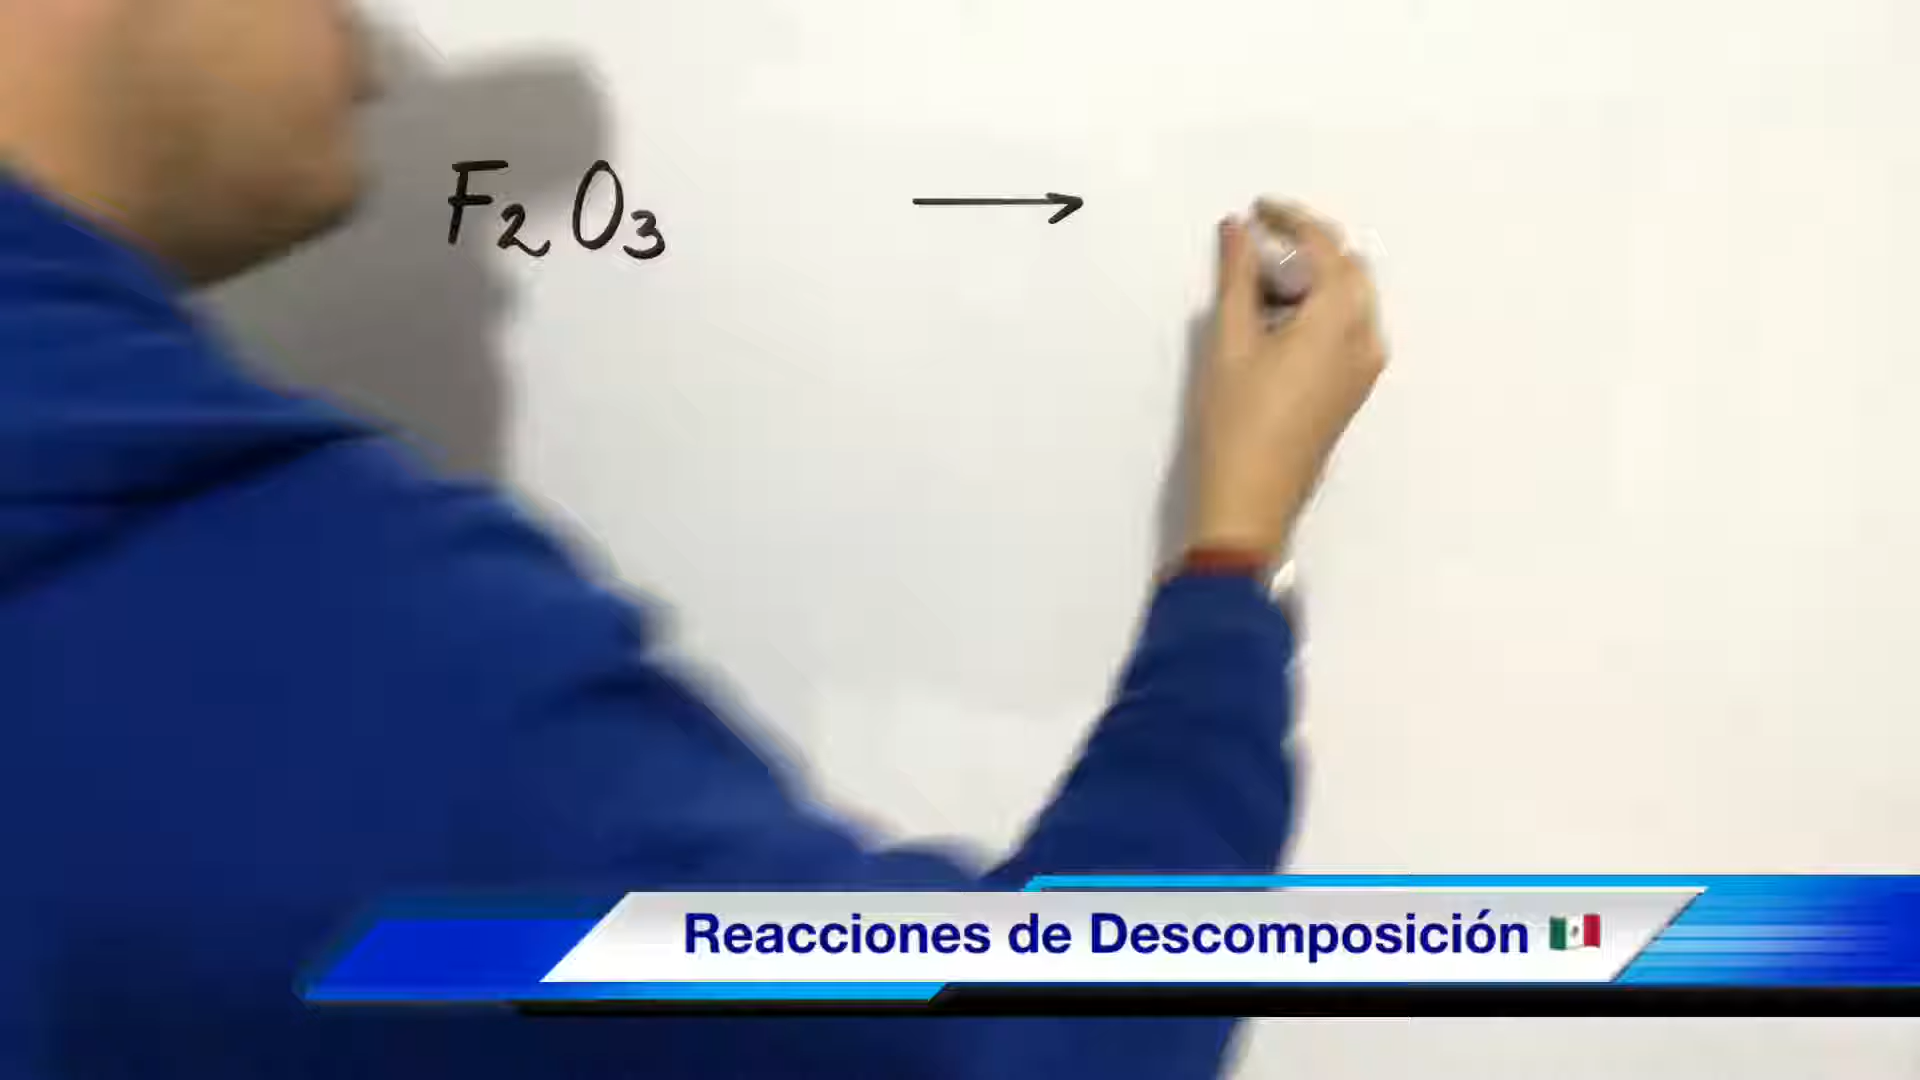 F₂O₃ →
Reacciones de Descomposición 🇲🇽